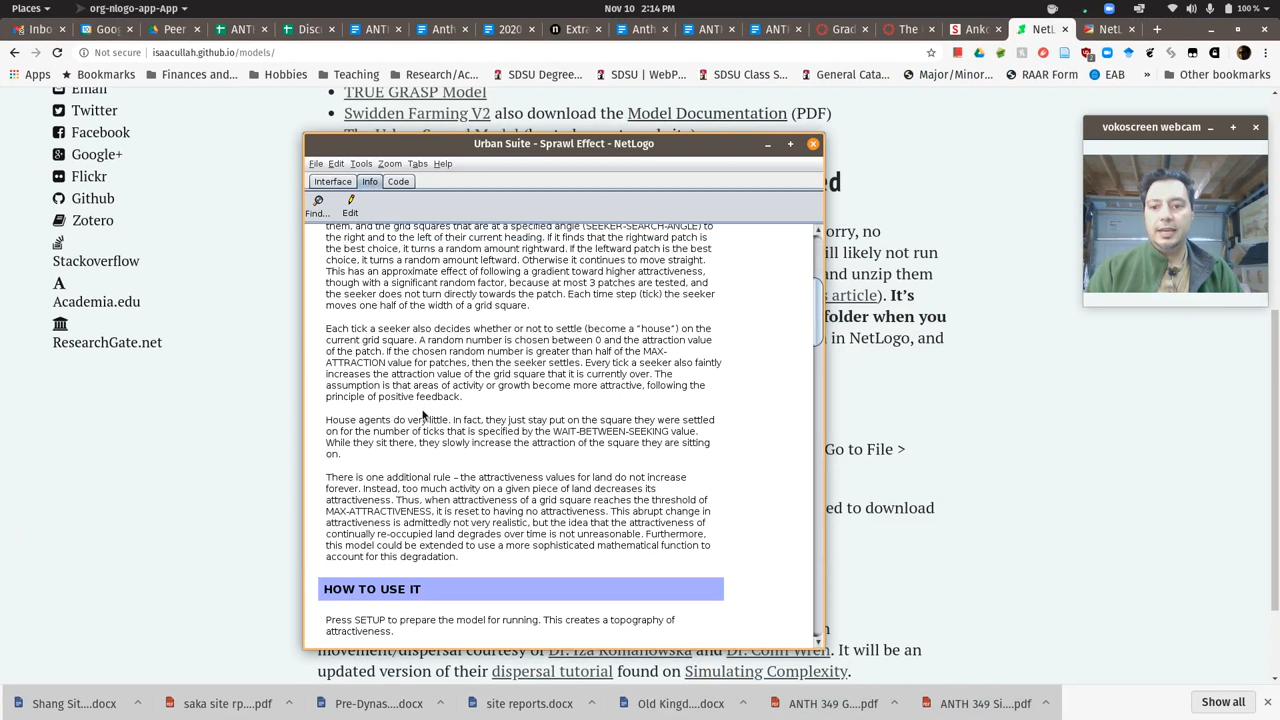 Places
org-nlogo-app-App
Nov 10 2:14 PM
100 %
Inbo
Goog
Peer
ANTH
Discu
ANTH
Anth
2020
Extra
Anth
ANTH
ANTH
Grad
The
Anko
NetL
NetL
Not secure | isaacullah.github.io/models/
Apps
Bookmarks
Finances and...
Hobbies
Teaching
Research/Ac...
SDSU Degree...
SDSU | WebP...
SDSU Class S...
General Cata...
Major/Minor...
RAAR Form
EAB
»
Other bookmarks
Email
Twitter
Facebook
Google+
Flickr
Github
Zotero
Stackoverflow
Academia.edu
ResearchGate.net
TRUE GRASP Model
Swidden Farming V2 also download the Model Documentation (PDF)
vokoscreen webcam
Urban Suite - Sprawl Effect - NetLogo
File Edit Tools Zoom Tabs Help
Interface Info Code
Find... Edit
them, and the grid squares that are at a specified angle (SEEKER-SEARCH-ANGLE) to
the right and to the left of their current heading. If it finds that the rightward patch is
the best choice, it turns a random amount rightward. If the leftward patch is the best
choice, it turns a random amount leftward. Otherwise it continues to move straight.
This has an approximate effect of following a gradient toward higher attractiveness,
though with a significant random factor, because at most 3 patches are tested, and
the seeker does not turn directly towards the patch. Each time step (tick) the seeker
moves one half of the width of a grid square.
Each tick a seeker also decides whether or not to settle (become a "house") on the
current grid square. A random number is chosen between 0 and the attraction value
of the patch. If the chosen random number is greater than half of the MAX-
ATTRACTION value for patches, then the seeker settles. Every tick a seeker also faintly
increases the attraction value of the grid square that it is currently over. The
assumption is that areas of activity or growth become more attractive, following the
principle of positive feedback.
House agents do very little. In fact, they just stay put on the square they were settled
on for the number of ticks that is specified by the WAIT-BETWEEN-SEEKING value.
While they sit there, they slowly increase the attraction of the square they are sitting
on.
There is one additional rule – the attractiveness values for land do not increase
forever. Instead, too much activity on a given piece of land decreases its
attractiveness. Thus, when attractiveness of a grid square reaches the threshold of
MAX-ATTRACTIVENESS, it is reset to having no attractiveness. This abrupt change in
attractiveness is admittedly not very realistic, but the idea that the attractiveness of
continually re-occupied land degrades over time is not unreasonable. Furthermore,
this model could be extended to use a more sophisticated mathematical function to
account for this degradation.
HOW TO USE IT
Press SETUP to prepare the model for running. This creates a topography of
attractiveness.
ed
orry, no
will likely not run
and unzip them
s article). It's
folder when you
in NetLogo, and
Go to File >
ed to download
movement/dispersal courtesy of Dr. Iza Romanowska and Dr. Colin Wren. It will be an
updated version of their dispersal tutorial found on Simulating Complexity.
Shang Sit....docx
saka site rp....pdf
Pre-Dynas....docx
site reports.docx
Old Kingd....docx
ANTH 349 G....pdf
ANTH 349 Si....pdf
Show all